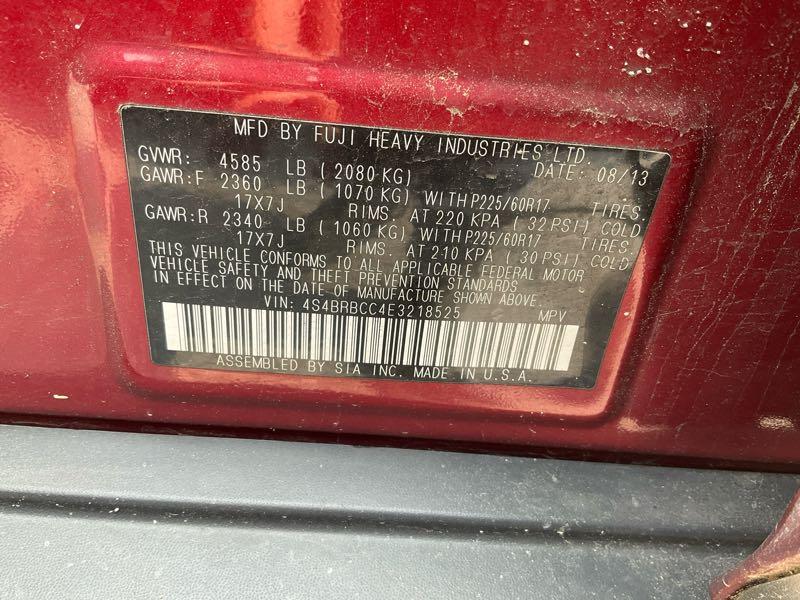 MFD BY FUJI HEAVY INDUSTRIES LTD.
GVWR: 4585 LB ( 2080 KG) DATE: 08/13
GAWR:F 2360 LB ( 1070 KG) WITH P225/60R17 TIRES.
17X7J RIMS. AT 220 KPA ( 32 PSI) COLD
GAWR:R 2340 LB ( 1060 KG) WITH P225/60R17 TIRES.
17X7J RIMS. AT 210 KPA ( 30 PSI) COLD.
THIS VEHICLE CONFORMS TO ALL APPLICABLE FEDERAL MOTOR
VEHICLE SAFETY AND THEFT PREVENTION STANDARDS
IN EFFECT ON THE DATE OF MANUFACTURE SHOWN ABOVE.
VIN: 4S4BRBCC4E3218525 MPV
ASSEMBLED BY SIA INC. MADE IN U.S.A.